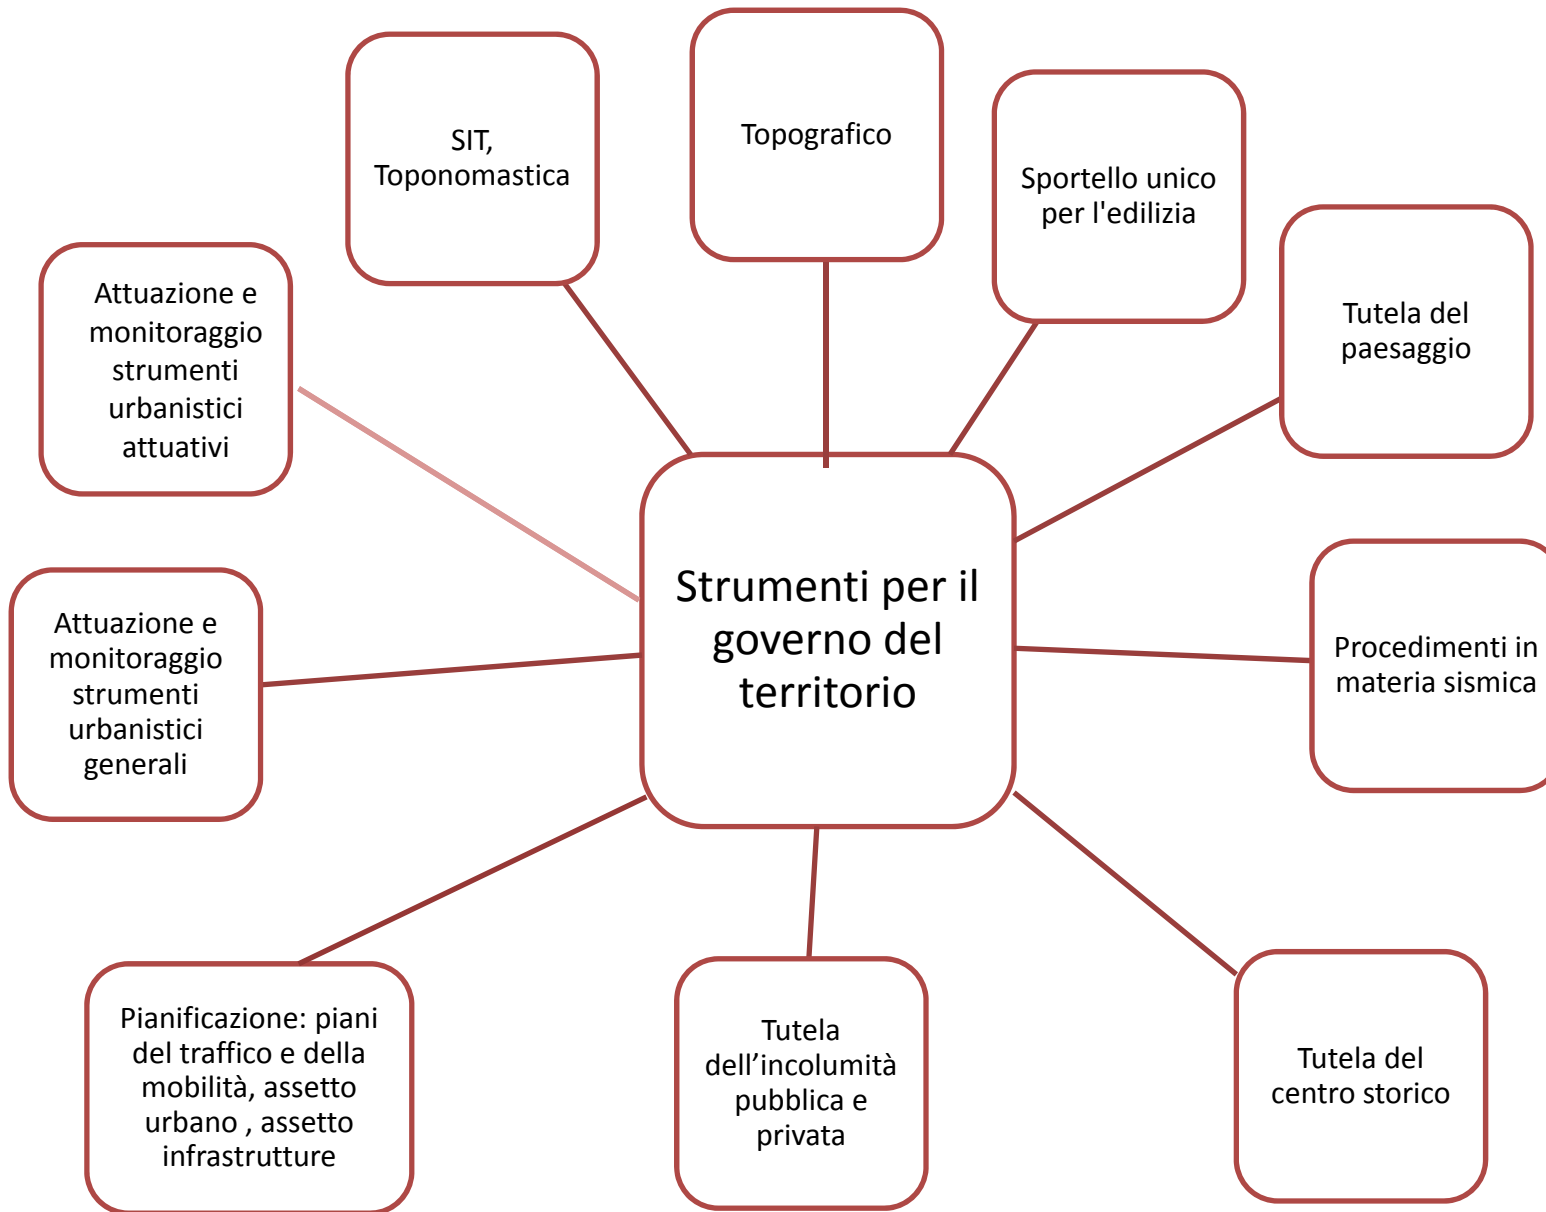 Topografico
SIT,
Toponomastica
Sportello unico
per l'edilizia
Attuazione e
monitoraggio
strumenti
urbanistici
attuativi
Tutela del
paesaggio
Strumenti per il
governo del
territorio
Attuazione e
monitoraggio
strumenti
urbanistici
generali
Procedimenti in
materia sismica
Pianificazione: piani
del traffico e della
mobilità, assetto
urbano , assetto
infrastrutture
Tutela
dell’incolumità
pubblica e
privata
Tutela del
centro storico